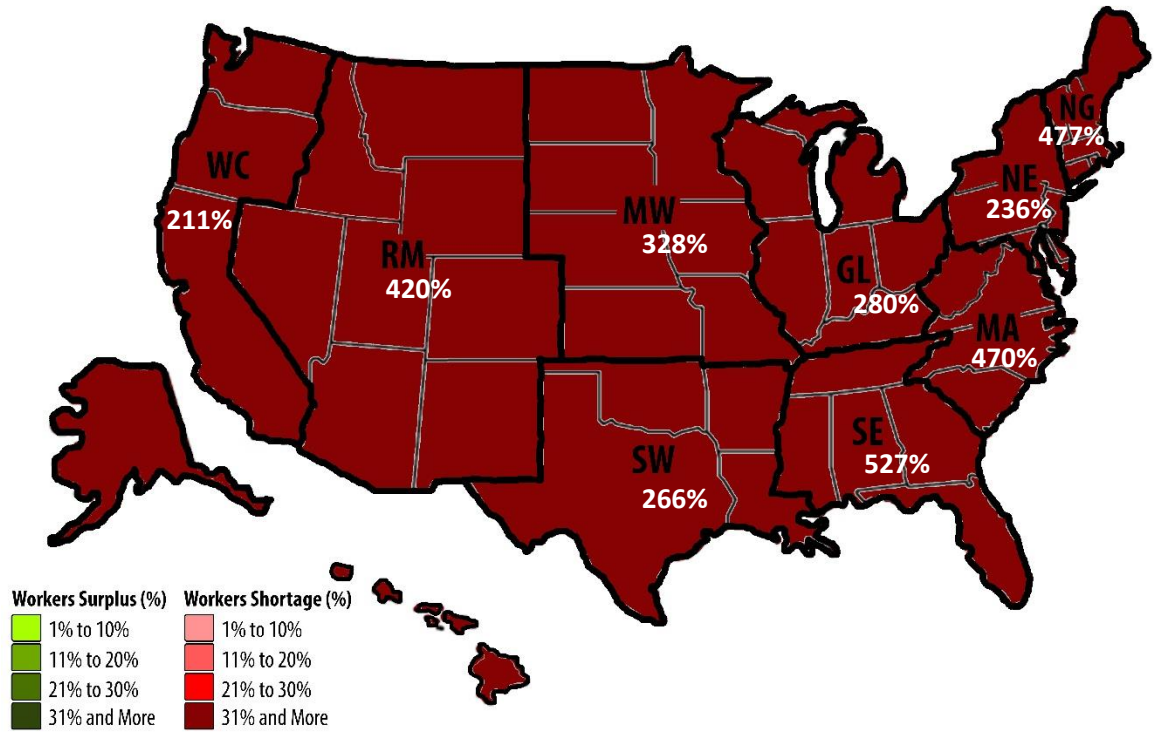 NG
477%
WC
211%
NE
236%
MW
328%
RM
420%
GL
280%
MA
470%
SE
527%
SW
266%
Workers Surplus (%)
1% to 10%
11% to 20%
21% to 30%
31% and More
Workers Shortage (%)
1% to 10%
11% to 20%
21% to 30%
31% and More